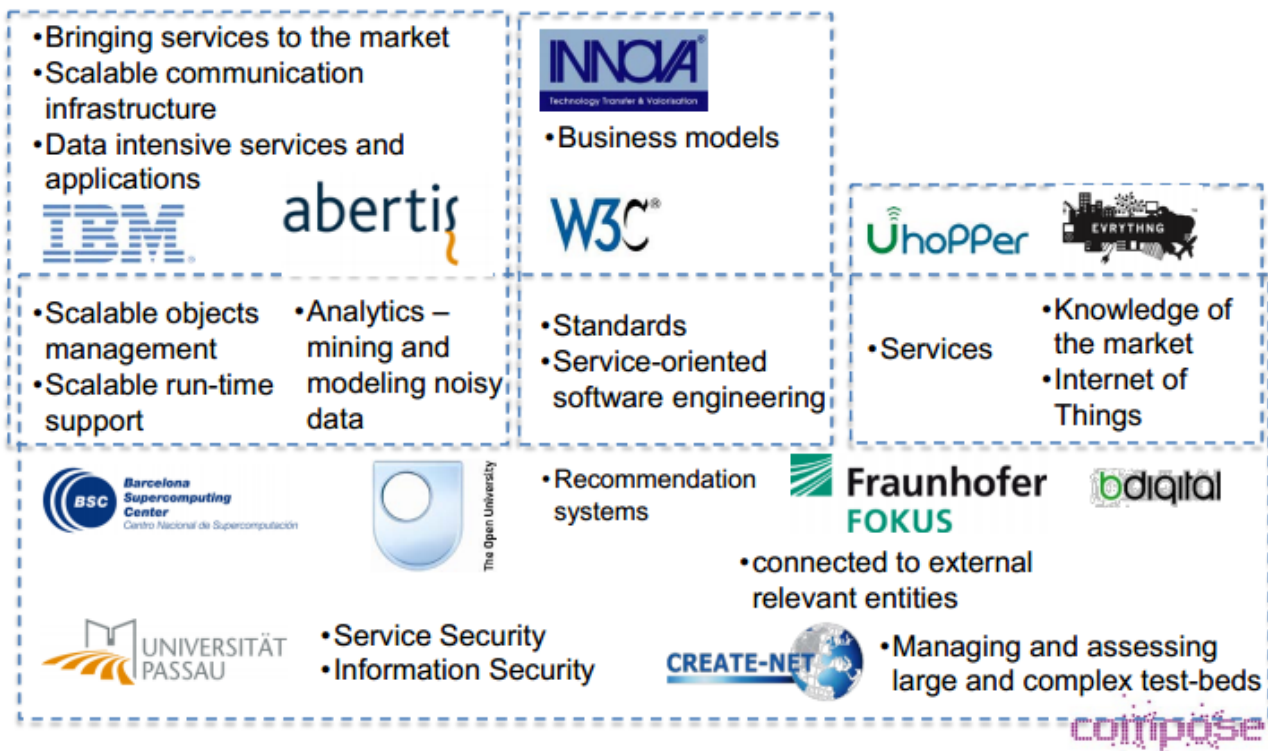 •Bringing services to the market
•Scalable communication
infrastructure
•Data intensive services and
applications
IBM®
abertis
INNOVA®
Technology Transfer & Valorisation
•Business models
W3C®
UhoPPer
EVRYTHNG™
•Scalable objects
management
•Scalable run-time
support
•Analytics –
mining and
modeling noisy
data
•Standards
•Service-oriented
software engineering
•Services
•Knowledge of
the market
•Internet of
Things
BSC
Barcelona
Supercomputing
Center
Centro Nacional de Supercomputación
The Open University
•Recommendation
systems
Fraunhofer
FOKUS
bdigital
•connected to external
relevant entities
UNIVERSITÄT
PASSAU
•Service Security
•Information Security
CREATE-NET
•Managing and assessing
large and complex test-beds
compose